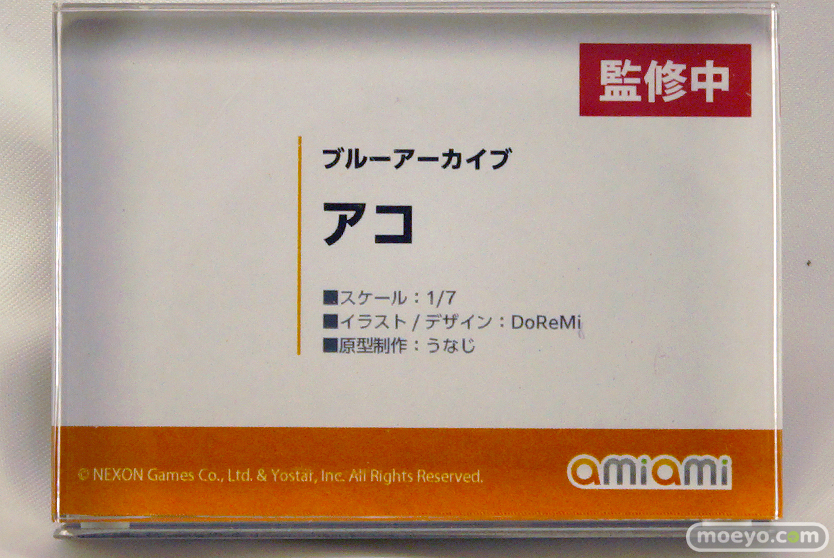 監修中
ブルーアーカイブ
アコ
■スケール：1/7
■イラスト / デザイン：DoReMi
■原型制作：うなじ
© NEXON Games Co., Ltd. & Yostar, Inc. All Rights Reserved.
amiami
moeyo.com